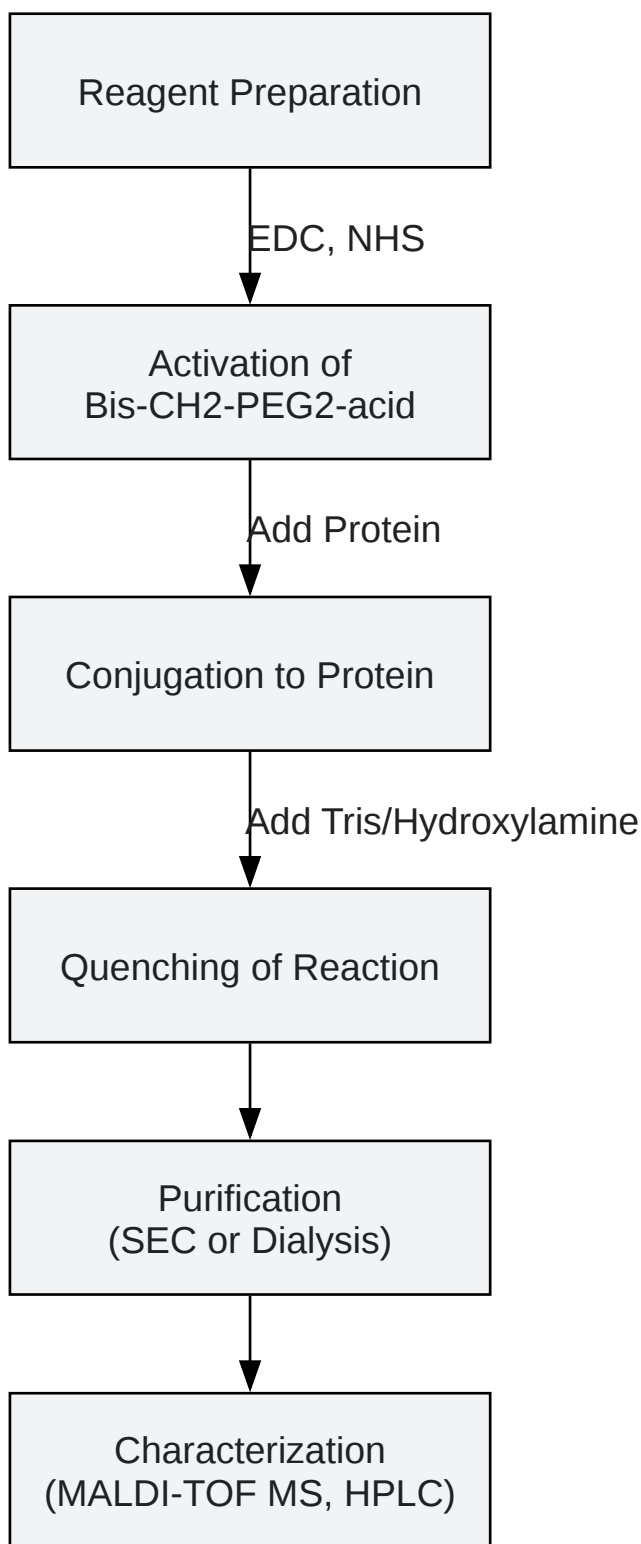 Reagent Preparation
EDC, NHS
Activation of
Bis-CH2-PEG2-acid
Add Protein
Conjugation to Protein
Add Tris/Hydroxylamine
Quenching of Reaction
Purification
(SEC or Dialysis)
Characterization
(MALDI-TOF MS, HPLC)